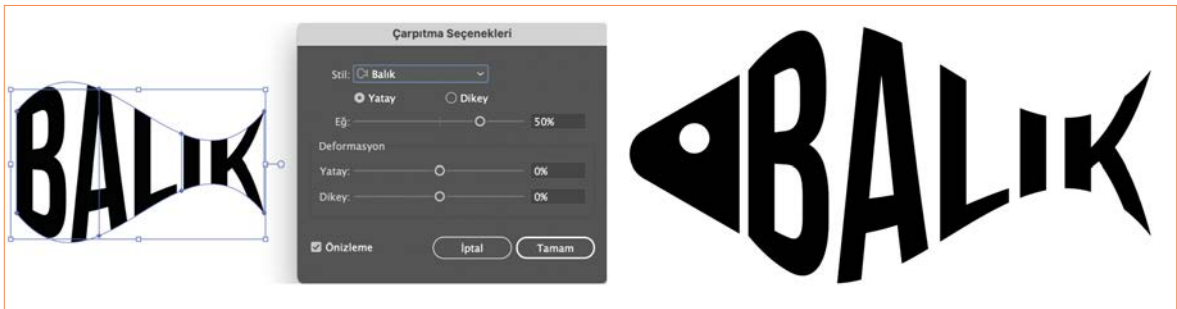 BALIK
Çarpıtma Seçenekleri
Stil: Balık
Yatay Dikey
Eğ: 50%
Deformasyon
Yatay: 0%
Dikey: 0%
Önizleme İptal Tamam
BALIK